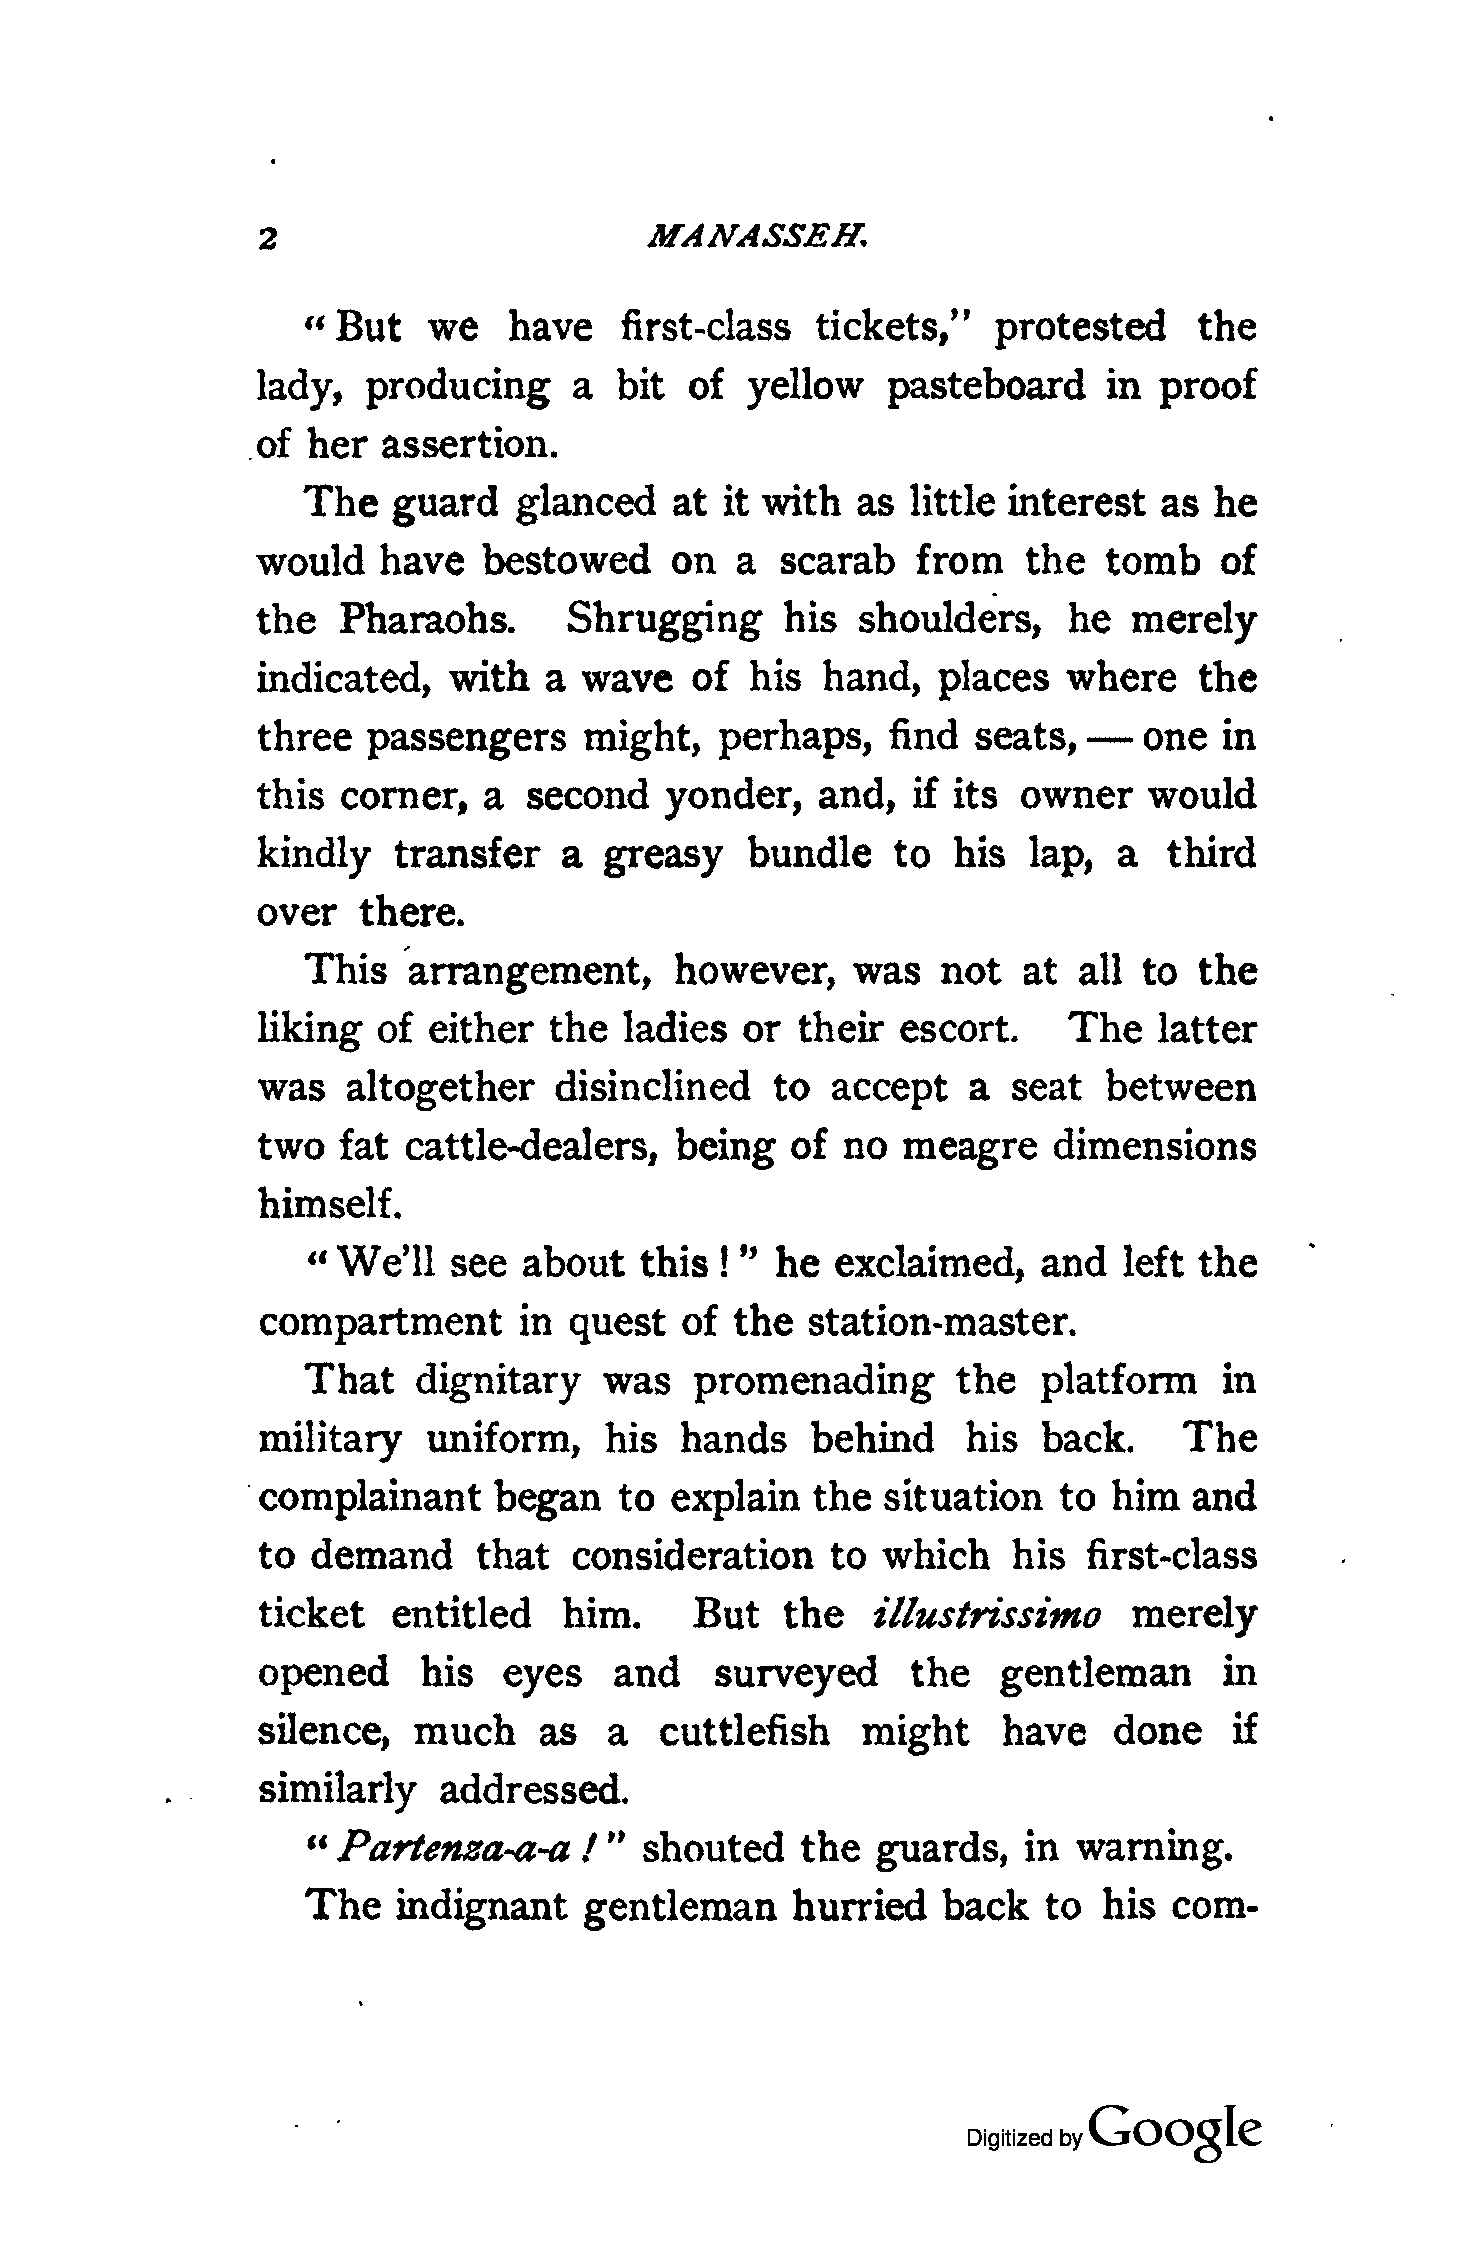 2 MANASSEH.
“But we have first-class tickets,” protested the
lady, producing a bit of yellow pasteboard in proof
of her assertion.
The guard glanced at it with as little interest as he
would have bestowed on a scarab from the tomb of
the Pharaohs. Shrugging his shoulders, he merely
indicated, with a wave of his hand, places where the
three passengers might, perhaps, find seats, — one in
this corner, a second yonder, and, if its owner would
kindly transfer a greasy bundle to his lap, a third
over there.
This arrangement, however, was not at all to the
liking of either the ladies or their escort. The latter
was altogether disinclined to accept a seat between
two fat cattle-dealers, being of no meagre dimensions
himself.
“We'll see about this!” he exclaimed, and left the
compartment in quest of the station-master.
That dignitary was promenading the platform in
military uniform, his hands behind his back. The
complainant began to explain the situation to him and
to demand that consideration to which his first-class
ticket entitled him. But the illustrissimo merely
opened his eyes and surveyed the gentleman in
silence, much as a cuttlefish might have done if
similarly addressed.
“Partenza-a-a!” shouted the guards, in warning.
The indignant gentleman hurried back to his com-
Digitized by Google